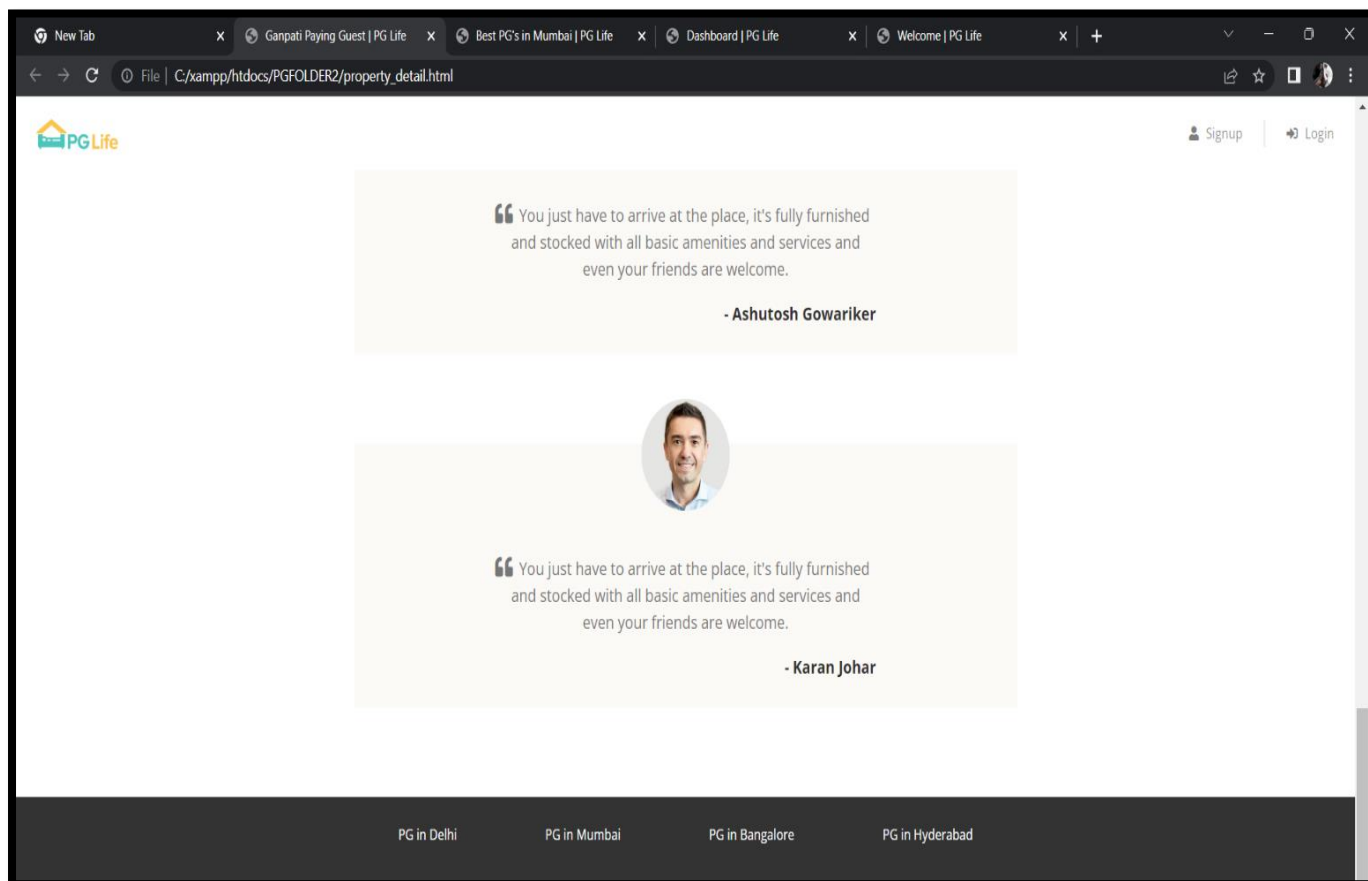 New Tab
Ganpati Paying Guest | PG Life
Best PG's in Mumbai | PG Life
Dashboard | PG Life
Welcome | PG Life
File | C:/xampp/htdocs/PGFOLDER2/property_detail.html
PG Life
Signup
Login
You just have to arrive at the place, it's fully furnished
and stocked with all basic amenities and services and
even your friends are welcome.
- Ashutosh Gowariker
You just have to arrive at the place, it's fully furnished
and stocked with all basic amenities and services and
even your friends are welcome.
- Karan Johar
PG in Delhi
PG in Mumbai
PG in Bangalore
PG in Hyderabad